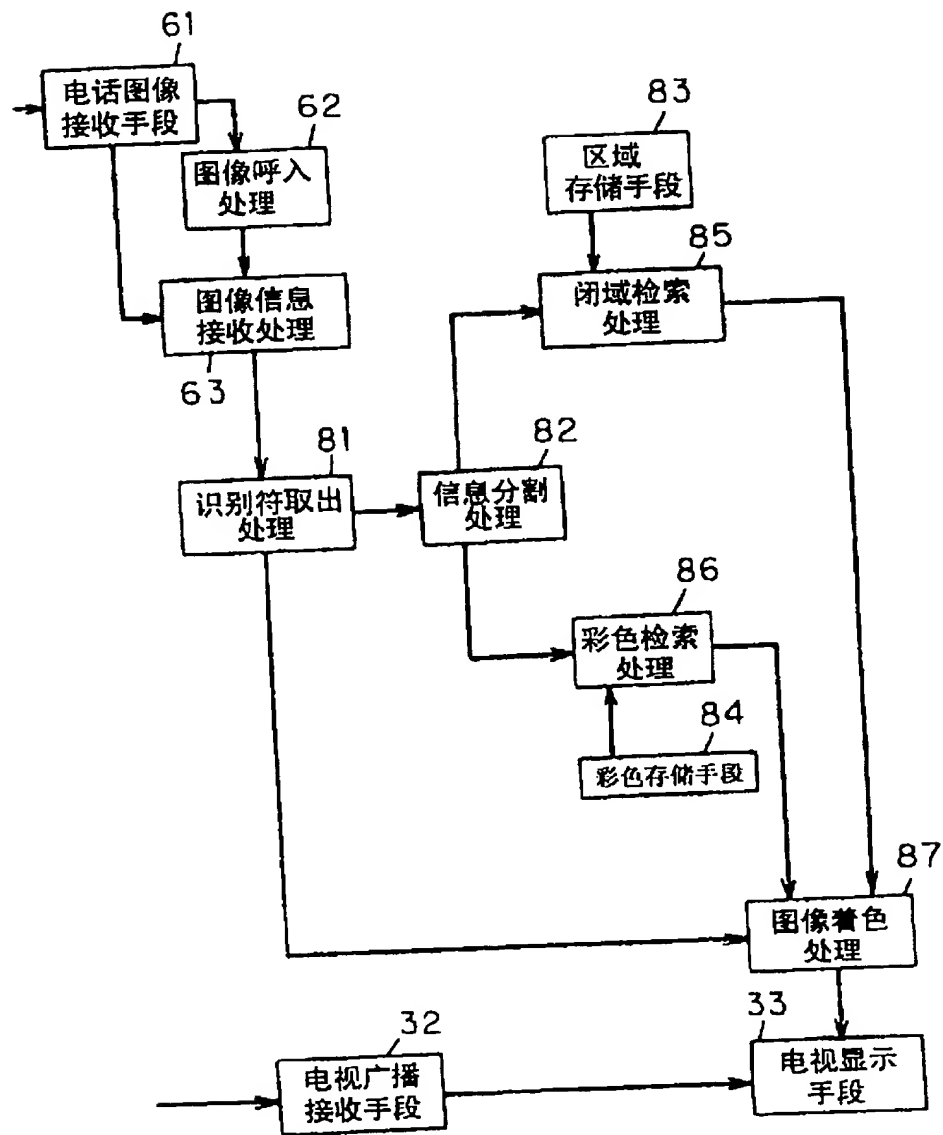 61
电话图像
接收手段
62
图像呼入
处理
83
区域
存储手段
85
闭域检索
处理
图像信息
接收处理
63
81
识别符取出
处理
82
信息分割
处理
86
彩色检索
处理
84
彩色存储手段
87
图像着色
处理
32
电视广播
接收手段
33
电视显示
手段